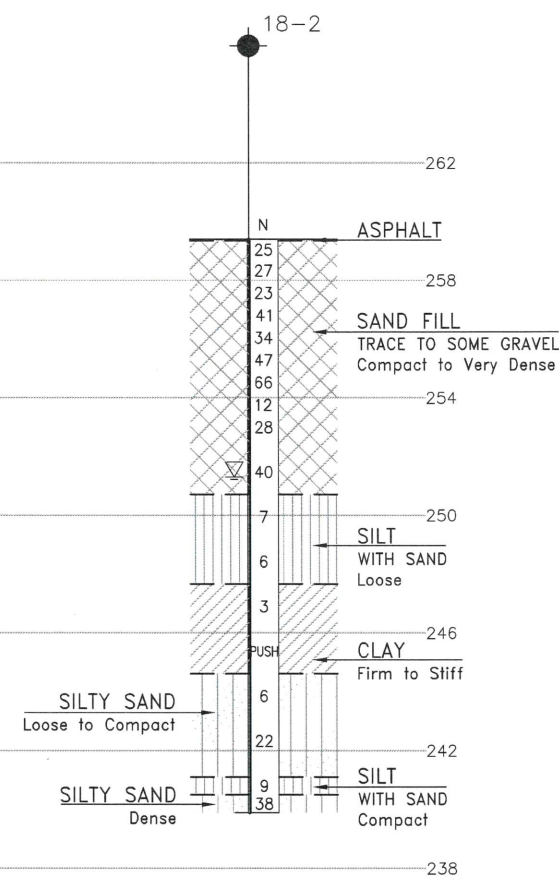 18-2
262
N
ASPHALT
25
27
258
23
41
SAND FILL
34
TRACE TO SOME GRAVEL
47
Compact to Very Dense
66
12
254
28
40
7
250
6
SILT
WITH SAND
Loose
3
246
PUSH
CLAY
Firm to Stiff
6
SILTY SAND
Loose to Compact
22
242
9
SILT
WITH SAND
Compact
SILTY SAND
Dense
38
238